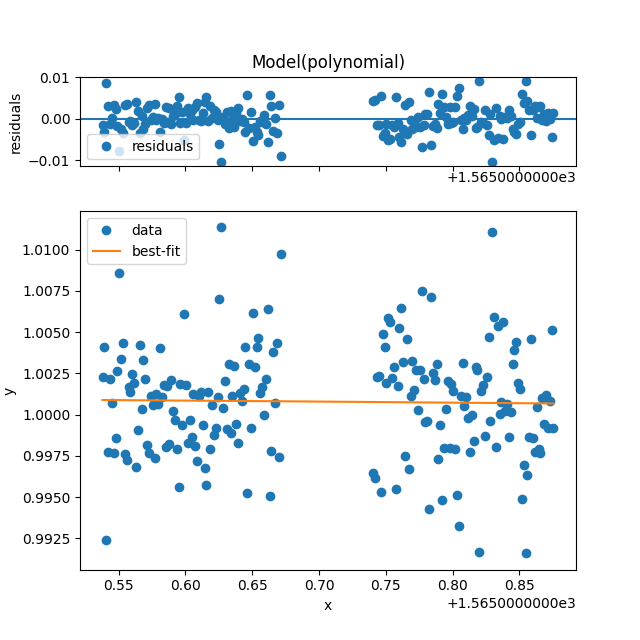 Model(polynomial)
0.01
0.00
−0.01
residuals
residuals
+1.5650000000e3
data
best-fit
1.0100
1.0075
1.0050
1.0025
1.0000
0.9975
0.9950
0.9925
y
0.55 0.60 0.65 0.70 0.75 0.80 0.85
x
+1.5650000000e3